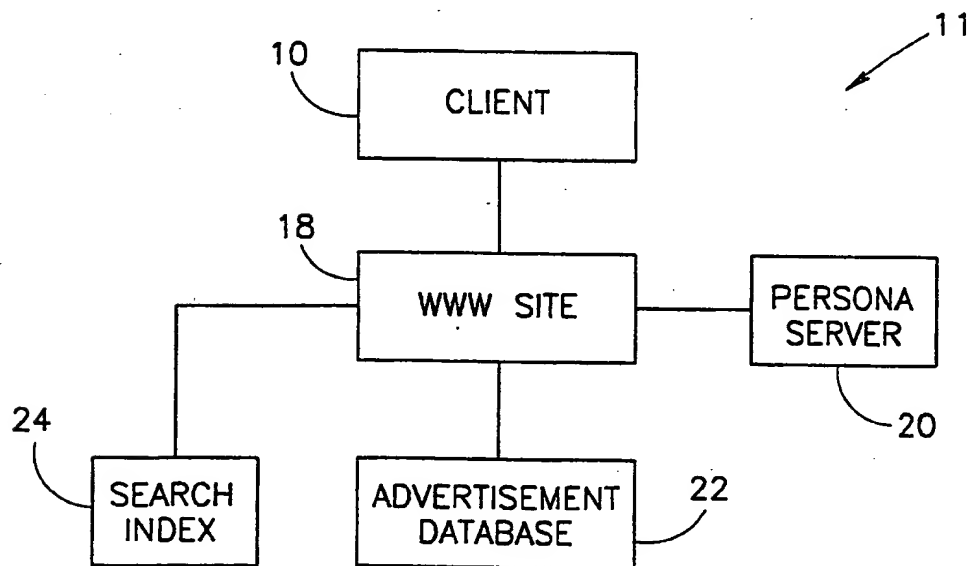 11
10
CLIENT
18
WWW SITE
PERSONA
SERVER
20
24
SEARCH
INDEX
ADVERTISEMENT
DATABASE
22